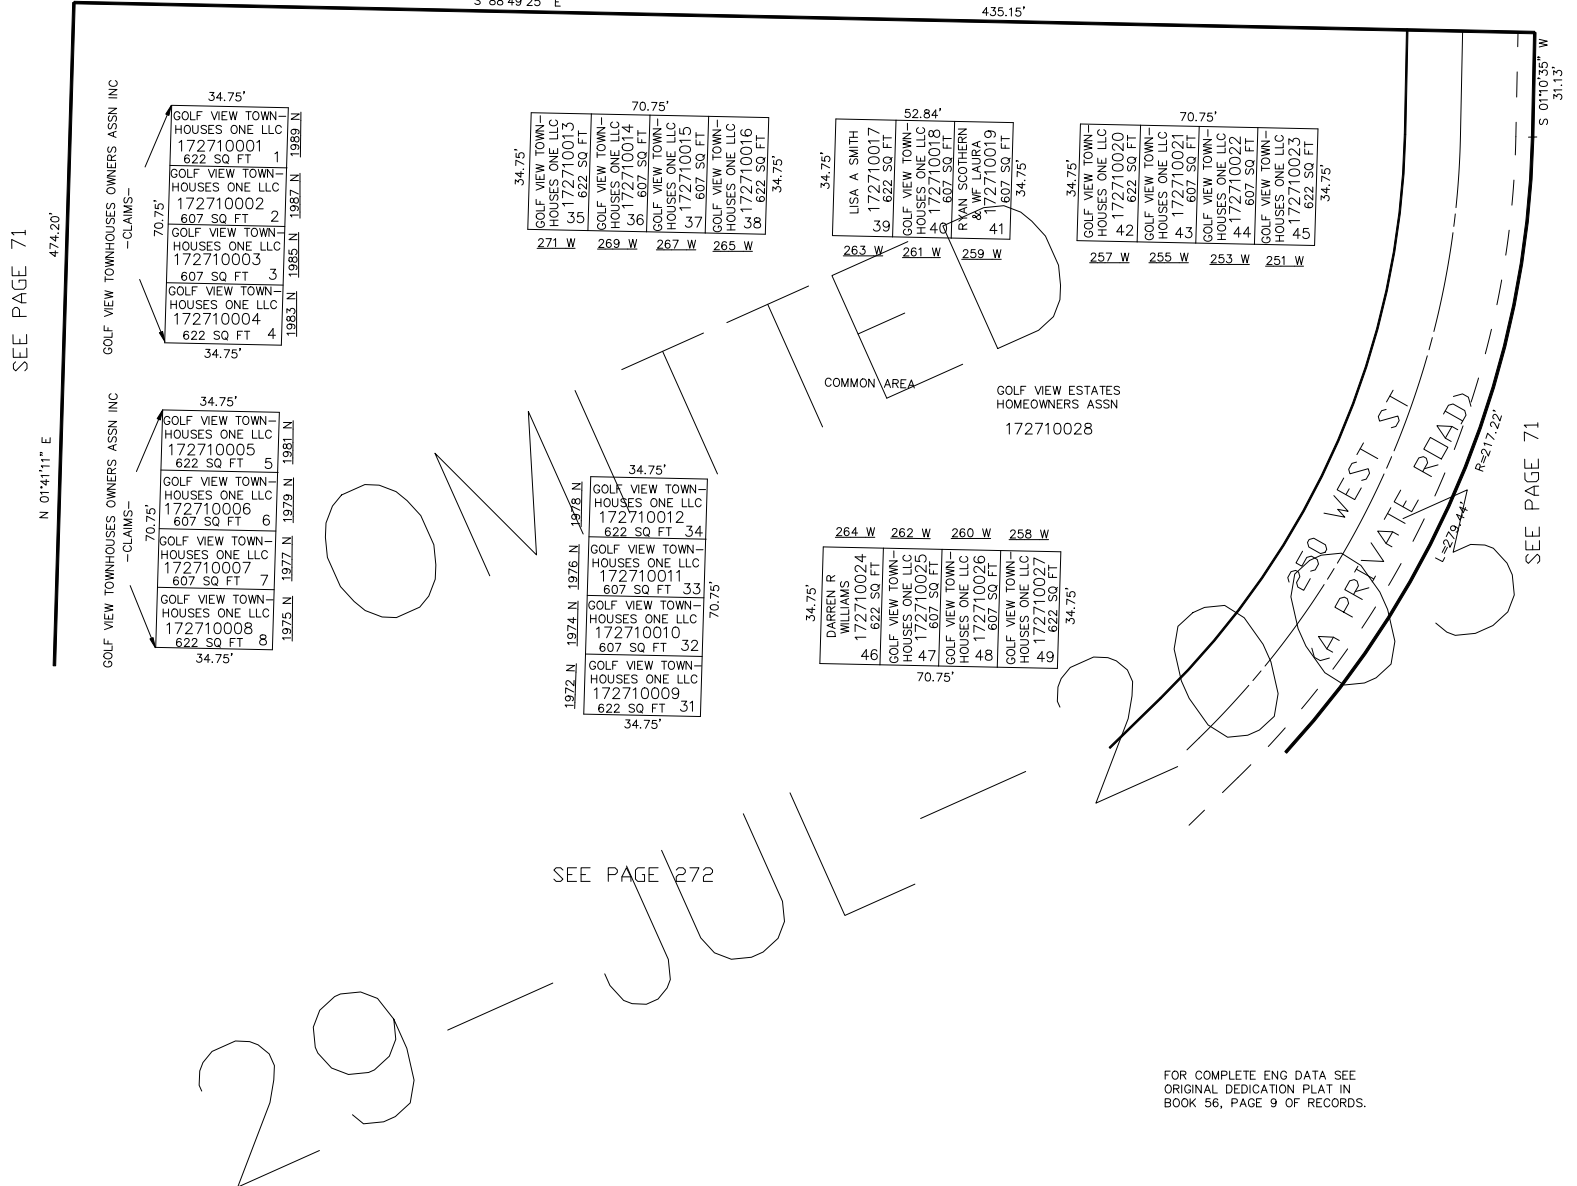 S 88°49'25" E
435.15'
S 01°10'35" W
31.13'
SEE PAGE 71
474.20'
N 01°41'11" E
GOLF VIEW TOWNHOUSES OWNERS ASSN INC
-CLAIMS-
70.75'
34.75'
GOLF VIEW TOWN-
HOUSES ONE LLC
172710001
622 SQ FT 1
1989 N
GOLF VIEW TOWN-
HOUSES ONE LLC
172710002
607 SQ FT 2
1987 N
GOLF VIEW TOWN-
HOUSES ONE LLC
172710003
607 SQ FT 3
1985 N
GOLF VIEW TOWN-
HOUSES ONE LLC
172710004
622 SQ FT 4
1983 N
34.75'
GOLF VIEW TOWNHOUSES OWNERS ASSN INC
-CLAIMS-
70.75'
34.75'
GOLF VIEW TOWN-
HOUSES ONE LLC
172710005
622 SQ FT 5
1981 N
GOLF VIEW TOWN-
HOUSES ONE LLC
172710006
607 SQ FT 6
1979 N
GOLF VIEW TOWN-
HOUSES ONE LLC
172710007
607 SQ FT 7
1977 N
GOLF VIEW TOWN-
HOUSES ONE LLC
172710008
622 SQ FT 8
1975 N
34.75'
70.75'
34.75'
GOLF VIEW TOWN-
HOUSES ONE LLC
172710013
622 SQ FT
35
GOLF VIEW TOWN-
HOUSES ONE LLC
172710014
607 SQ FT
36
GOLF VIEW TOWN-
HOUSES ONE LLC
172710015
607 SQ FT
37
GOLF VIEW TOWN-
HOUSES ONE LLC
172710016
622 SQ FT
38
34.75'
271 W 269 W 267 W 265 W
52.84'
34.75'
LISA A SMITH
172710017
622 SQ FT
39
GOLF VIEW TOWN-
HOUSES ONE LLC
172710018
607 SQ FT
40
RYAN SCOTHERN
& WF LAURA
172710019
607 SQ FT
41
34.75'
263 W 261 W 259 W
70.75'
34.75'
GOLF VIEW TOWN-
HOUSES ONE LLC
172710020
622 SQ FT
42
GOLF VIEW TOWN-
HOUSES ONE LLC
172710021
607 SQ FT
43
GOLF VIEW TOWN-
HOUSES ONE LLC
172710022
607 SQ FT
44
GOLF VIEW TOWN-
HOUSES ONE LLC
172710023
622 SQ FT
45
34.75'
257 W 255 W 253 W 251 W
COMMON AREA
GOLF VIEW ESTATES
HOMEOWNERS ASSN
172710028
34.75'
1978 N
GOLF VIEW TOWN-
HOUSES ONE LLC
172710012
622 SQ FT 34
1976 N
GOLF VIEW TOWN-
HOUSES ONE LLC
172710011
607 SQ FT 33
1974 N
GOLF VIEW TOWN-
HOUSES ONE LLC
172710010
607 SQ FT 32
1972 N
GOLF VIEW TOWN-
HOUSES ONE LLC
172710009
622 SQ FT 31
70.75'
34.75'
264 W 262 W 260 W 258 W
34.75'
DARREN R
WILLIAMS
172710024
622 SQ FT
46
GOLF VIEW TOWN-
HOUSES ONE LLC
172710025
607 SQ FT
47
GOLF VIEW TOWN-
HOUSES ONE LLC
172710026
607 SQ FT
48
GOLF VIEW TOWN-
HOUSES ONE LLC
172710027
622 SQ FT
49
34.75'
70.75'
250 WEST ST
(A PRIVATE ROAD)
R=217.22'
L=279.44'
SEE PAGE 71
SEE PAGE 272
OMITTED
29-JUL-2005
FOR COMPLETE ENG DATA SEE
ORIGINAL DEDICATION PLAT IN
BOOK 56, PAGE 9 OF RECORDS.